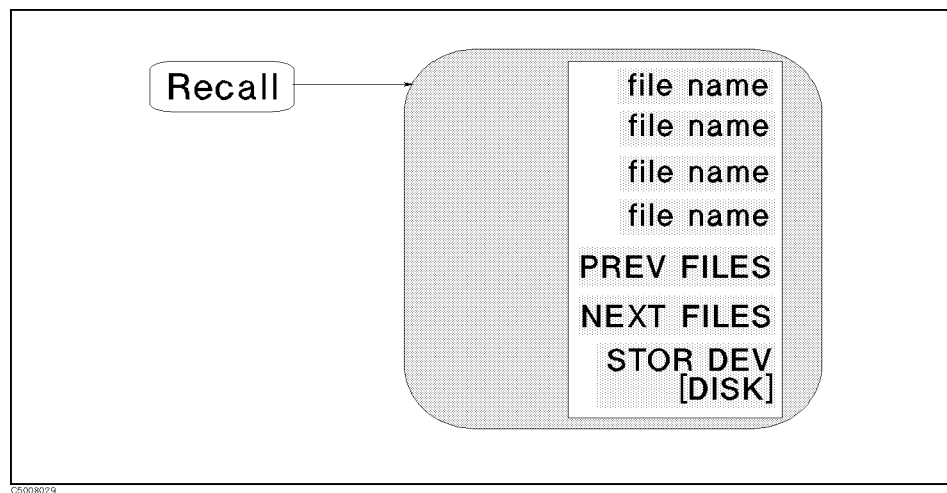 Recall
file name
file name
file name
file name
PREV FILES
NEXT FILES
STOR DEV
[DISK]
C5008029